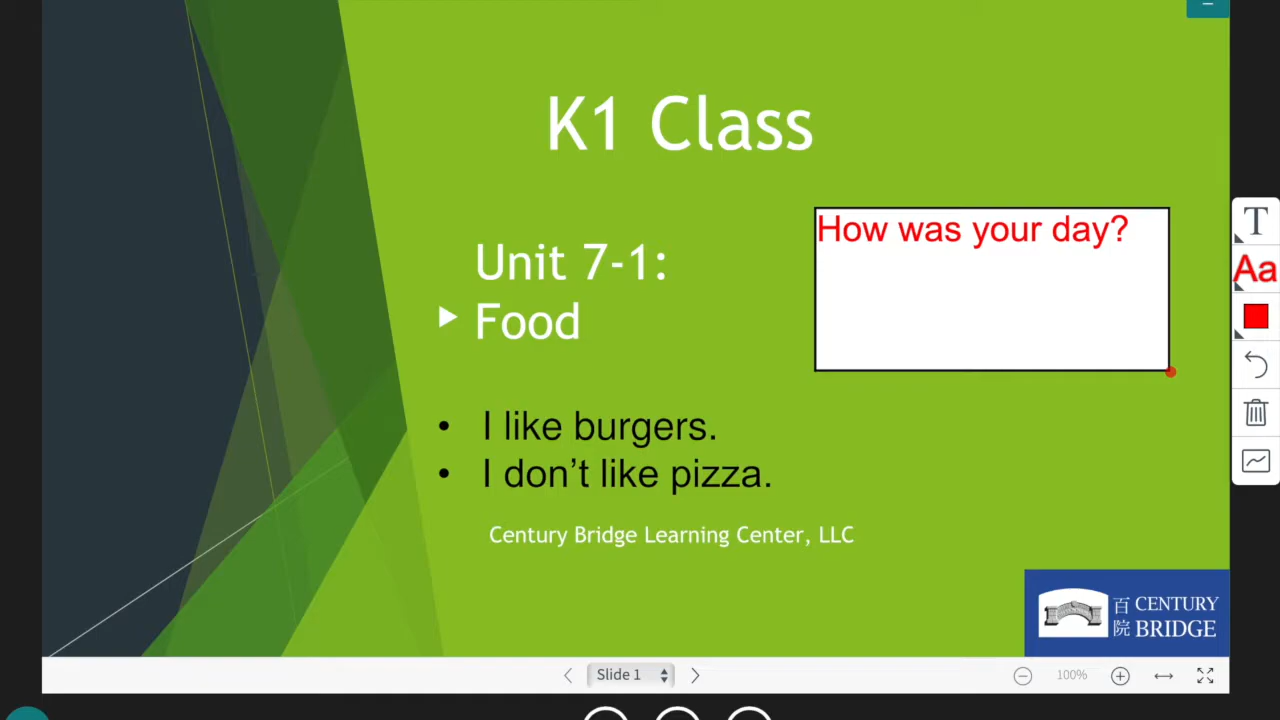 K1 Class
How was your day?
Unit 7-1:
Food
• I like burgers.
• I don’t like pizza.
Century Bridge Learning Center, LLC
百 CENTURY
院 BRIDGE
T
Aa
Slide 1
100%